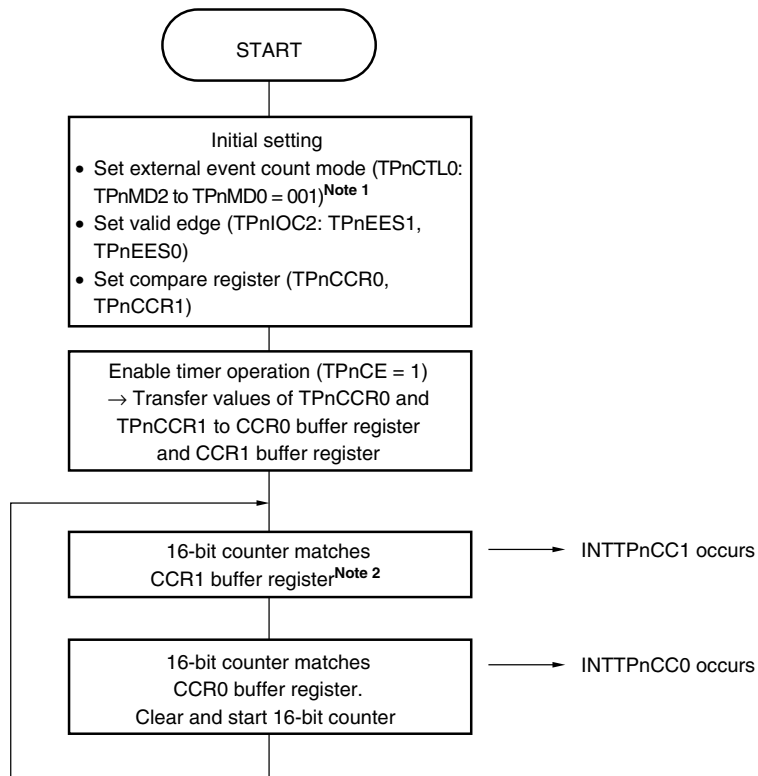 START
Initial setting
• Set external event count mode (TPnCTL0:
TPnMD2 to TPnMD0 = 001)Note 1
• Set valid edge (TPnIOC2: TPnEES1,
TPnEES0)
• Set compare register (TPnCCR0,
TPnCCR1)
Enable timer operation (TPnCE = 1)
→ Transfer values of TPnCCR0 and
TPnCCR1 to CCR0 buffer register
and CCR1 buffer register
16-bit counter matches
CCR1 buffer registerNote 2
INTTPnCC1 occurs
16-bit counter matches
CCR0 buffer register.
Clear and start 16-bit counter
INTTPnCC0 occurs